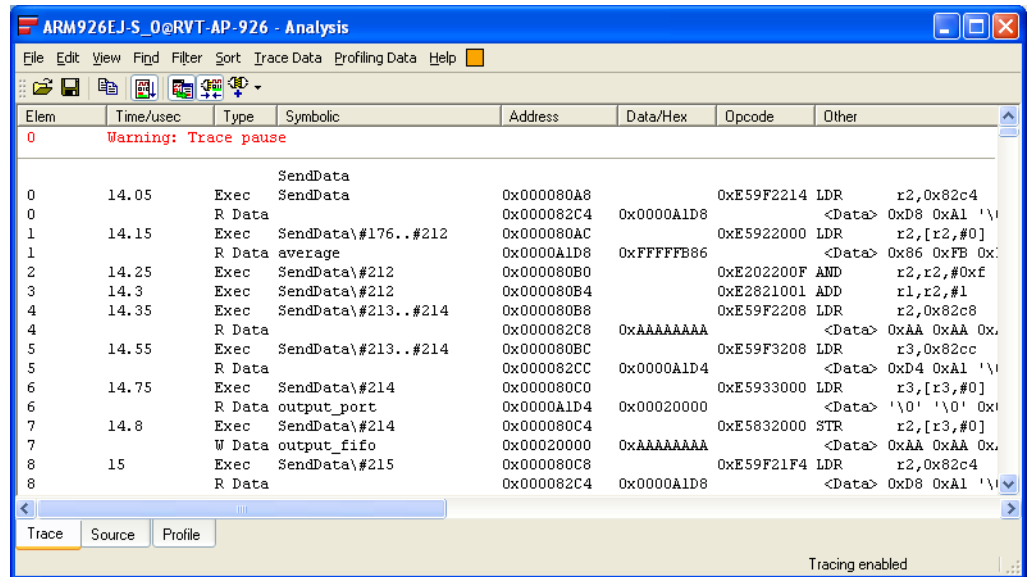 ARM926EJ-S_0@RVT-AP-926 - Analysis
File Edit View Find Filter Sort Trace Data Profiling Data Help
Elem Time/usec Type Symbolic Address Data/Hex Opcode Other
0 Warning: Trace pause
SendData
0 14.05 Exec SendData 0x000080A8 0xE59F2214 LDR r2,0x82c4
0 R Data 0x000082C4 0x0000A1D8 <Data> 0xD8 0xA1 '\
1 14.15 Exec SendData\#176..#212 0x000080AC 0xE5922000 LDR r2,[r2,#0]
1 R Data average 0x0000A1D8 0xFFFFFB86 <Data> 0x86 0xFB 0x
2 14.25 Exec SendData\#212 0x000080B0 0xE202200F AND r2,r2,#0xf
3 14.3 Exec SendData\#212 0x000080B4 0xE2821001 ADD r1,r2,#1
4 14.35 Exec SendData\#213..#214 0x000080B8 0xE59F2208 LDR r2,0x82c8
4 R Data 0x000082C8 0xAAAAAAAA <Data> 0xAA 0xAA 0x
5 14.55 Exec SendData\#213..#214 0x000080BC 0xE59F3208 LDR r3,0x82cc
5 R Data 0x000082CC 0x0000A1D4 <Data> 0xD4 0xA1 '\
6 14.75 Exec SendData\#214 0x000080C0 0xE5933000 LDR r3,[r3,#0]
6 R Data output_port 0x0000A1D4 0x00020000 <Data> '\0' '\0' 0x
7 14.8 Exec SendData\#214 0x000080C4 0xE5832000 STR r2,[r3,#0]
7 W Data output_fifo 0x00020000 0xAAAAAAAA <Data> 0xAA 0xAA 0x
8 15 Exec SendData\#215 0x000080C8 0xE59F21F4 LDR r2,0x82c4
8 R Data 0x000082C4 0x0000A1D8 <Data> 0xD8 0xA1 '\
Trace Source Profile
Tracing enabled